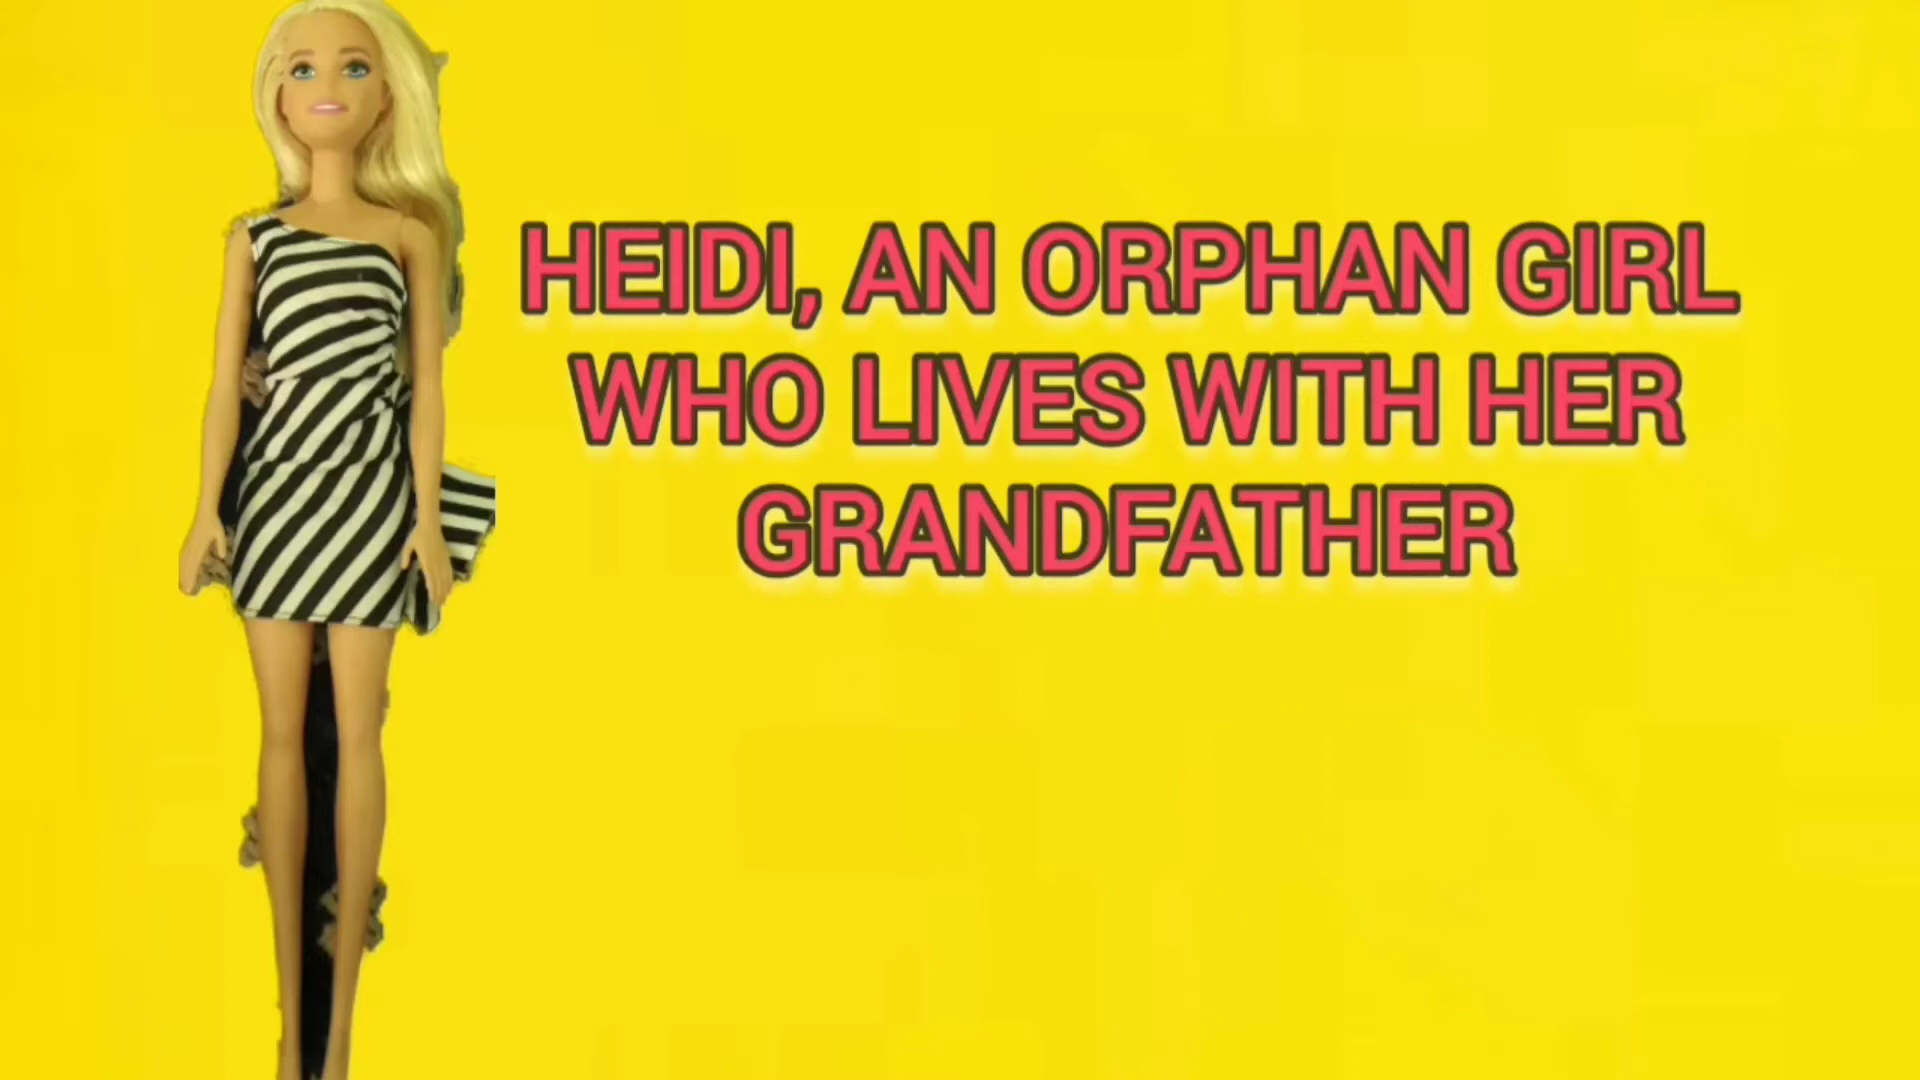 HEIDI, AN ORPHAN GIRL
WHO LIVES WITH HER
GRANDFATHER